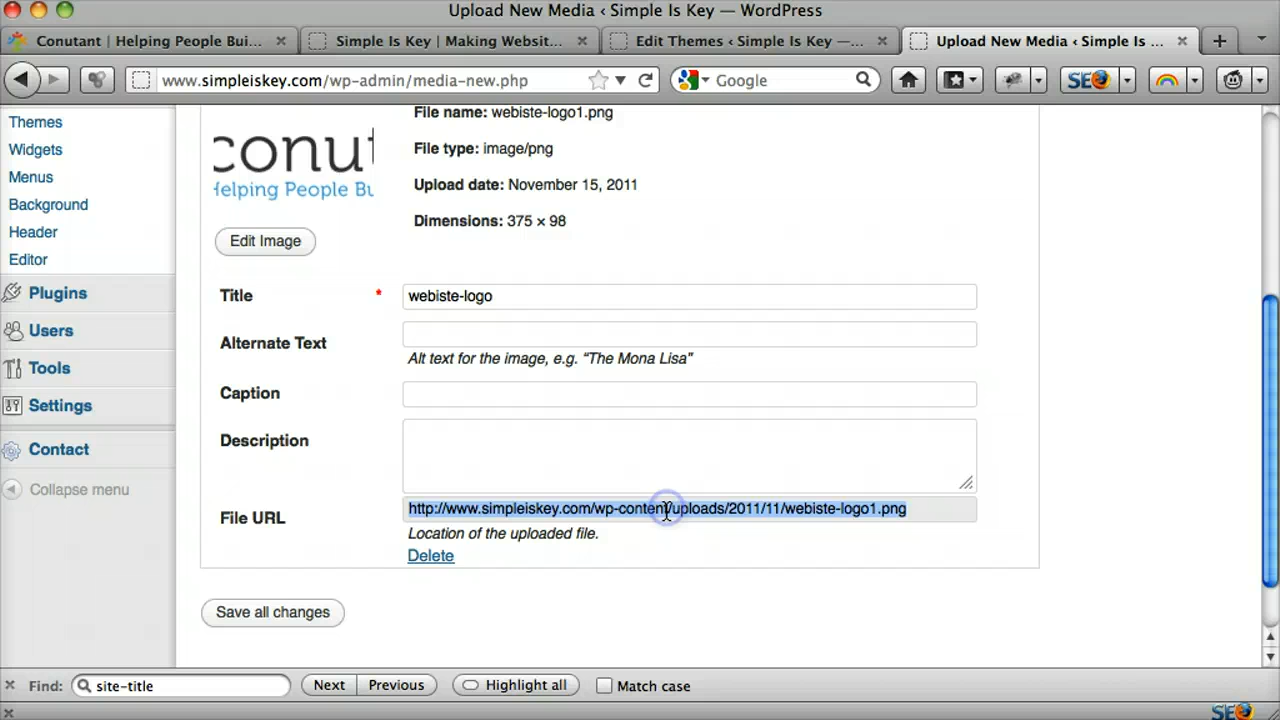 Upload New Media ‹ Simple Is Key — WordPress
Conutant | Helping People Bui...
Simple Is Key | Making Websit...
Edit Themes ‹ Simple Is Key —...
Upload New Media ‹ Simple Is ...
www.simpleiskey.com/wp-admin/media-new.php
Google
SEO
Themes
Widgets
Menus
Background
Header
Editor
Plugins
Users
Tools
Settings
Contact
Collapse menu
conut
Helping People Bu
Edit Image
File name: webiste-logo1.png
File type: image/png
Upload date: November 15, 2011
Dimensions: 375 × 98
Title * webiste-logo
Alternate Text
Alt text for the image, e.g. “The Mona Lisa”
Caption
Description
File URL http://www.simpleiskey.com/wp-content/uploads/2011/11/webiste-logo1.png
Location of the uploaded file.
Delete
Save all changes
Find: site-title Next Previous Highlight all Match case
SEO